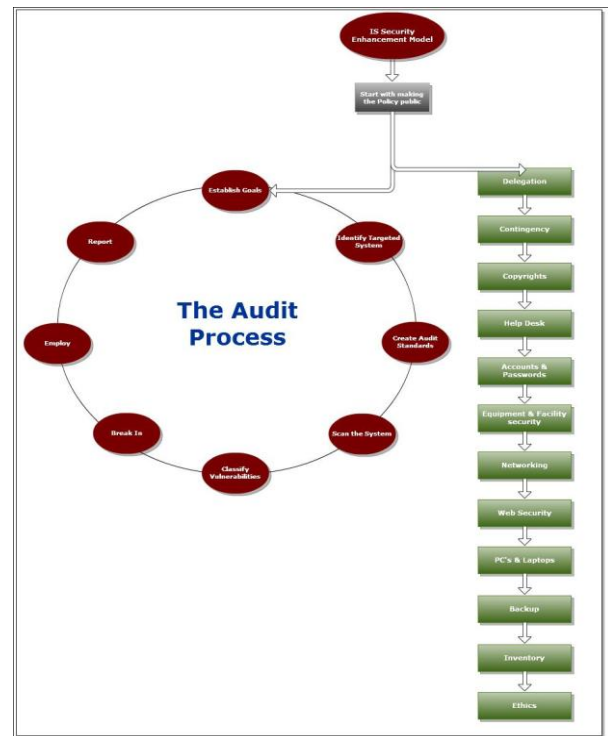 IS Security
Enhancement Model
Start with making
the Policy public
Establish Goals
Identify Targeted
System
Create Audit
Standards
Scan the System
Classify
Vulnerabilities
Break In
Employ
Report
The Audit
Process
Delegation
Contingency
Copyrights
Help Desk
Accounts &
Passwords
Equipment & Facility
security
Networking
Web Security
PC's & Laptops
Backup
Inventory
Ethics